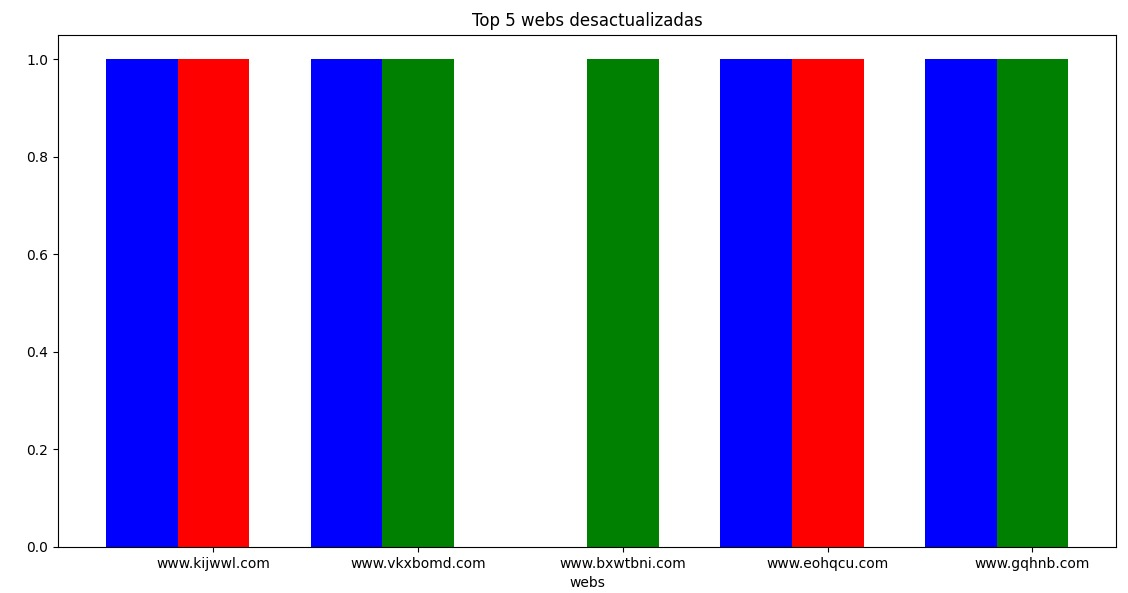 Top 5 webs desactualizadas
1.0
0.8
0.6
0.4
0.2
0.0
www.kijwwl.com www.vkxbomd.com www.bxwtbni.com www.eohqcu.com www.gqhnb.com
webs